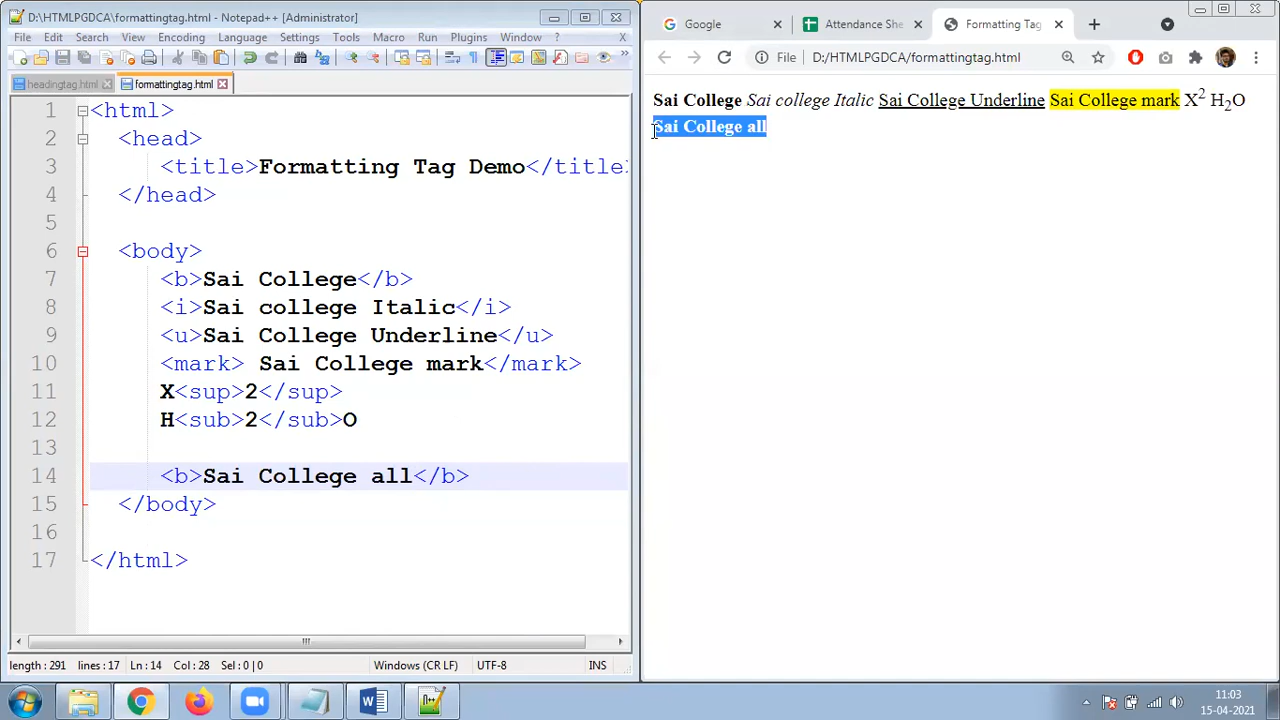 D:\HTMLPGDCA\formattingtag.html - Notepad++ [Administrator]
File Edit Search View Encoding Language Settings Tools Macro Run Plugins Window ? X
headingtag.html formattingtag.html
1 <html>
2 <head>
3 <title>Formatting Tag Demo</title>
4 </head>
5
6 <body>
7 <b>Sai College</b>
8 <i>Sai college Italic</i>
9 <u>Sai College Underline</u>
10 <mark> Sai College mark</mark>
11 X<sup>2</sup>
12 H<sub>2</sub>O
13
14 <b>Sai College all</b>
15 </body>
16
17 </html>
length : 291 lines : 17 Ln : 14 Col : 28 Sel : 0 | 0 Windows (CR LF) UTF-8 INS
Google Attendance She Formatting Tag
File D:/HTMLPGDCA/formattingtag.html
Sai College Sai college Italic Sai College Underline Sai College mark X² H₂O
Sai College all
11:03
15-04-2021